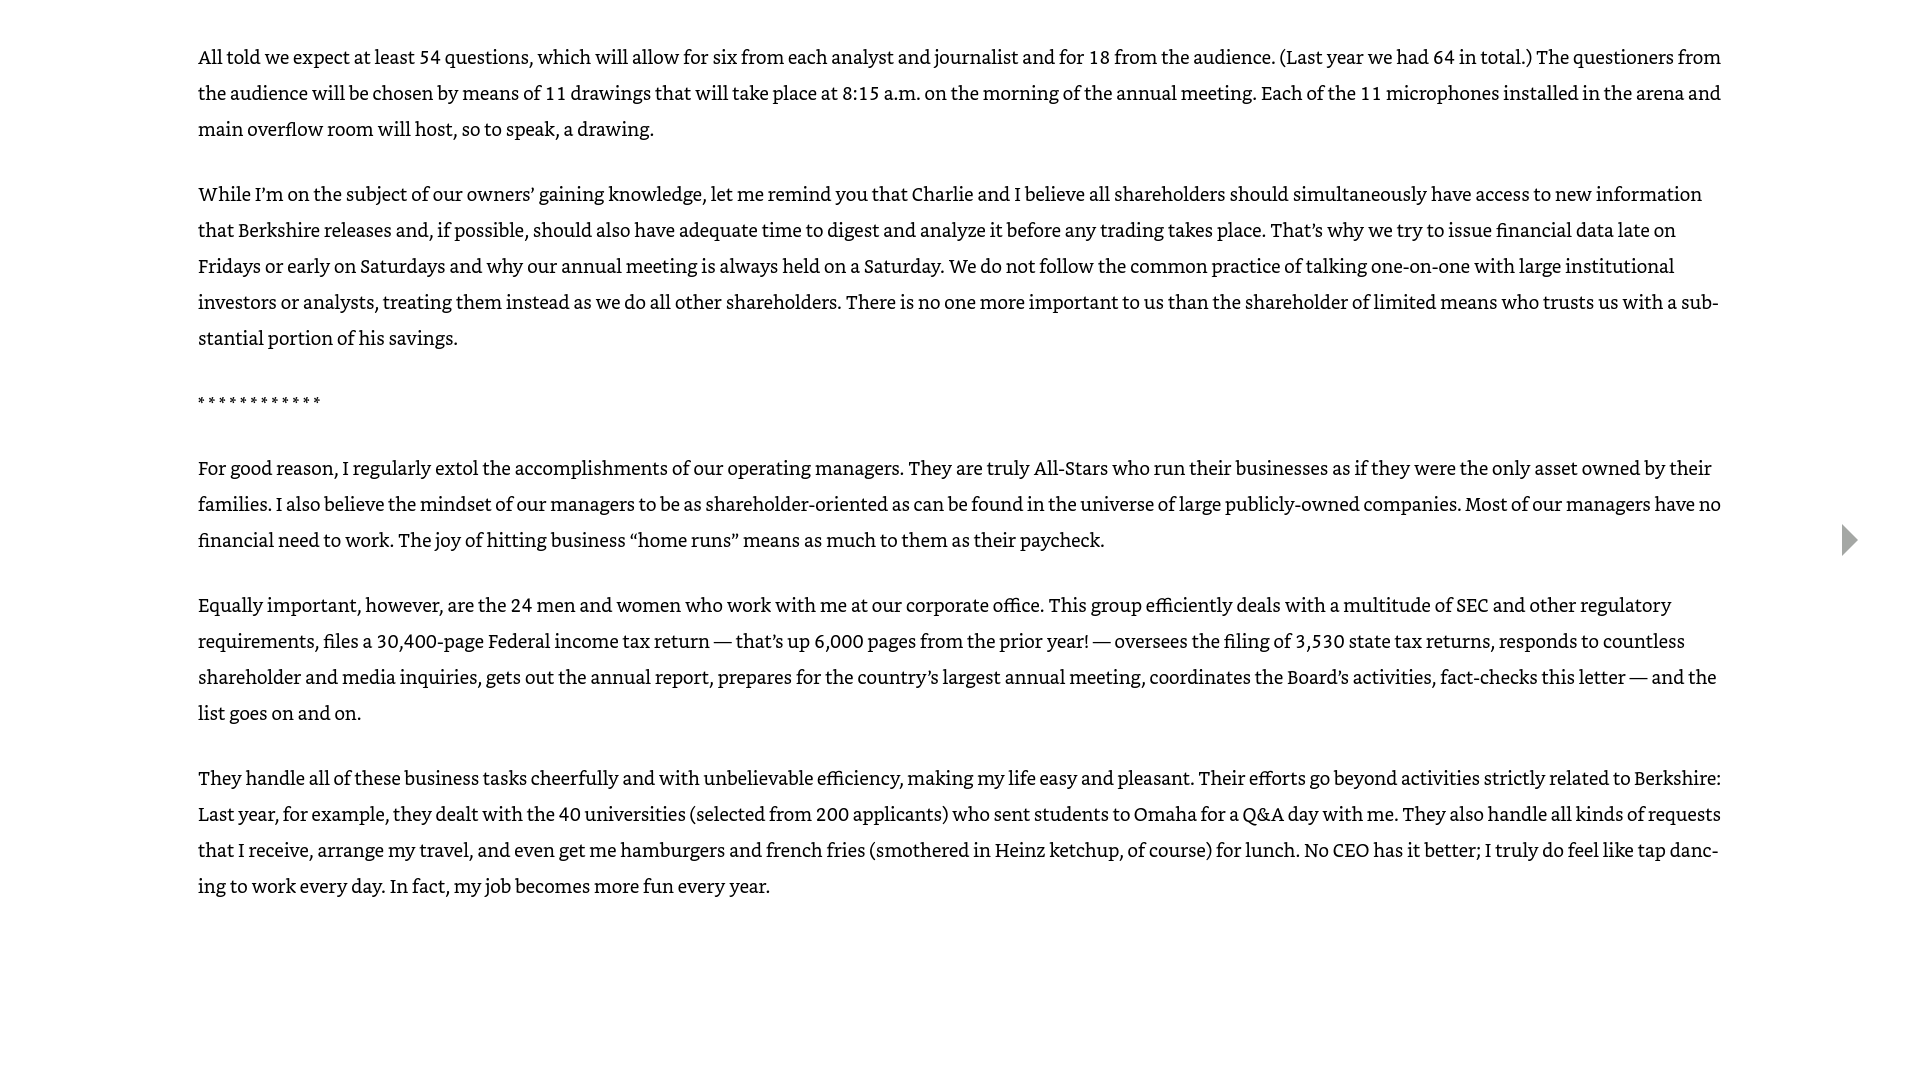 All told we expect at least 54 questions, which will allow for six from each analyst and journalist and for 18 from the audience. (Last year we had 64 in total.) The questioners from
the audience will be chosen by means of 11 drawings that will take place at 8:15 a.m. on the morning of the annual meeting. Each of the 11 microphones installed in the arena and
main overflow room will host, so to speak, a drawing.
While I’m on the subject of our owners’ gaining knowledge, let me remind you that Charlie and I believe all shareholders should simultaneously have access to new information
that Berkshire releases and, if possible, should also have adequate time to digest and analyze it before any trading takes place. That’s why we try to issue financial data late on
Fridays or early on Saturdays and why our annual meeting is always held on a Saturday. We do not follow the common practice of talking one-on-one with large institutional
investors or analysts, treating them instead as we do all other shareholders. There is no one more important to us than the shareholder of limited means who trusts us with a sub-
stantial portion of his savings.
* * * * * * * * * * * *
For good reason, I regularly extol the accomplishments of our operating managers. They are truly All-Stars who run their businesses as if they were the only asset owned by their
families. I also believe the mindset of our managers to be as shareholder-oriented as can be found in the universe of large publicly-owned companies. Most of our managers have no
financial need to work. The joy of hitting business “home runs” means as much to them as their paycheck.
Equally important, however, are the 24 men and women who work with me at our corporate office. This group efficiently deals with a multitude of SEC and other regulatory
requirements, files a 30,400-page Federal income tax return — that’s up 6,000 pages from the prior year! — oversees the filing of 3,530 state tax returns, responds to countless
shareholder and media inquiries, gets out the annual report, prepares for the country’s largest annual meeting, coordinates the Board’s activities, fact-checks this letter — and the
list goes on and on.
They handle all of these business tasks cheerfully and with unbelievable efficiency, making my life easy and pleasant. Their efforts go beyond activities strictly related to Berkshire:
Last year, for example, they dealt with the 40 universities (selected from 200 applicants) who sent students to Omaha for a Q&A day with me. They also handle all kinds of requests
that I receive, arrange my travel, and even get me hamburgers and french fries (smothered in Heinz ketchup, of course) for lunch. No CEO has it better; I truly do feel like tap danc-
ing to work every day. In fact, my job becomes more fun every year.